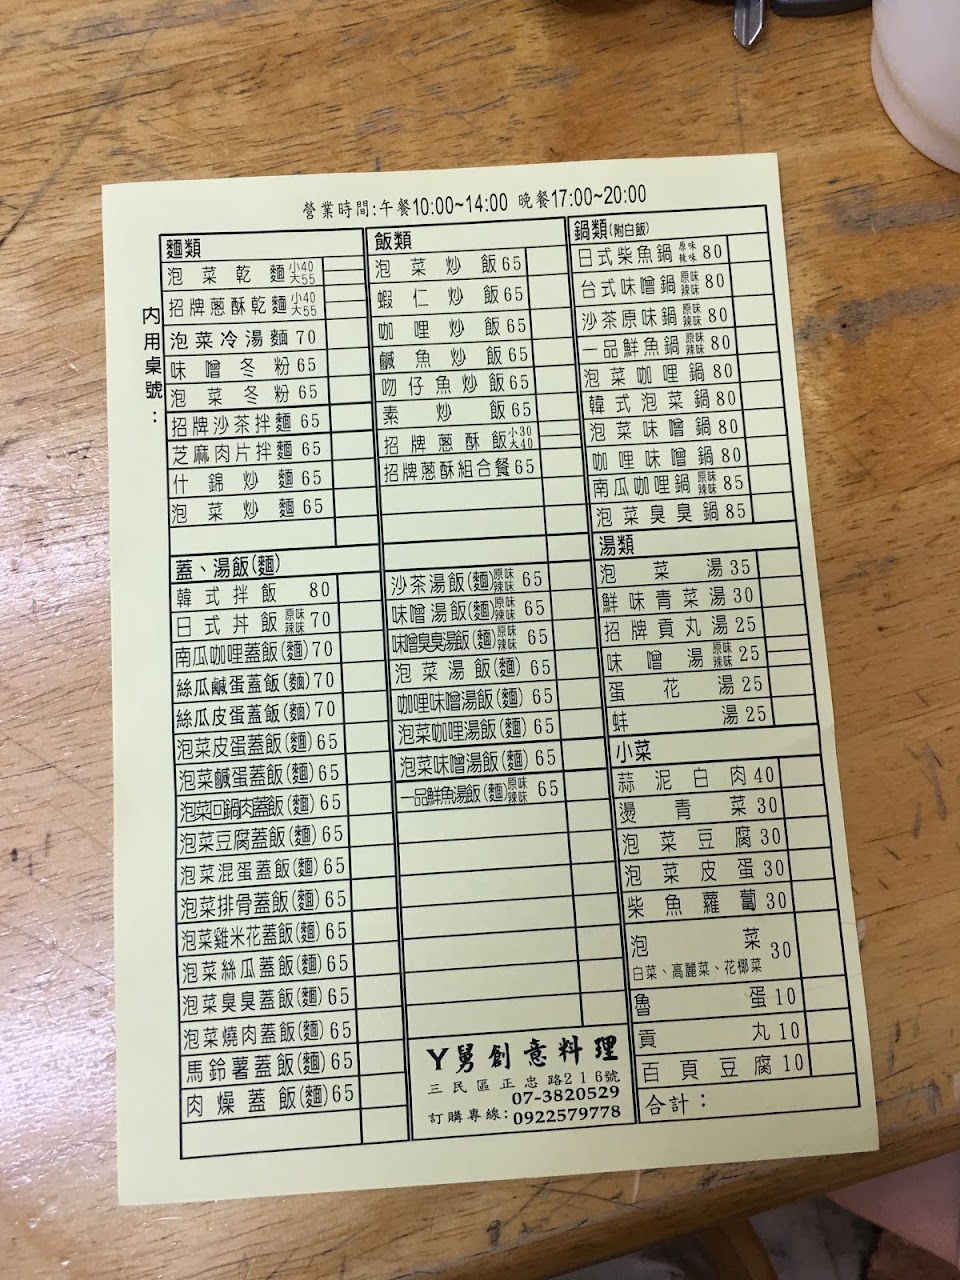 營業時間:午餐10:00~14:00 晚餐17:00~20:00
內用桌號：
麵類
泡菜乾麵 小40 大55
招牌蔥酥乾麵 小40 大55
泡菜冷湯麵 70
味噌冬粉 65
泡菜冬粉 65
招牌沙茶拌麵 65
芝麻肉片拌麵 65
什錦炒麵 65
泡菜炒麵 65
飯類
泡菜炒飯 65
蝦仁炒飯 65
咖哩炒飯 65
鹹魚炒飯 65
吻仔魚炒飯 65
素炒飯 65
招牌蔥酥飯 小30 大40
招牌蔥酥組合餐 65
鍋類(附白飯)
日式柴魚鍋 原味 辣味 80
台式味噌鍋 原味 辣味 80
沙茶原味鍋 原味 辣味 80
一品鮮魚鍋 原味 辣味 80
泡菜咖哩鍋 80
韓式泡菜鍋 80
泡菜味噌鍋 80
咖哩味噌鍋 80
南瓜咖哩鍋 原味 辣味 85
泡菜臭臭鍋 85
蓋、湯飯(麵)
韓式拌飯 80
日式丼飯 原味 辣味 70
南瓜咖哩蓋飯(麵) 70
絲瓜鹹蛋蓋飯(麵) 70
絲瓜皮蛋蓋飯(麵) 70
泡菜皮蛋蓋飯(麵) 65
泡菜鹹蛋蓋飯(麵) 65
泡菜回鍋肉蓋飯(麵) 65
泡菜豆腐蓋飯(麵) 65
泡菜混蛋蓋飯(麵) 65
泡菜排骨蓋飯(麵) 65
泡菜雞米花蓋飯(麵) 65
泡菜絲瓜蓋飯(麵) 65
泡菜臭臭蓋飯(麵) 65
泡菜燒肉蓋飯(麵) 65
馬鈴薯蓋飯(麵) 65
肉燥蓋飯(麵) 65
沙茶湯飯(麵) 原味 辣味 65
味噌湯飯(麵) 原味 辣味 65
味噌臭臭湯飯(麵) 原味 辣味 65
泡菜湯飯(麵) 65
咖哩味噌湯飯(麵) 65
泡菜咖哩湯飯(麵) 65
泡菜味噌湯飯(麵) 65
一品鮮魚湯飯(麵) 原味 辣味 65
湯類
泡菜湯 35
鮮味青菜湯 30
招牌貢丸湯 25
味噌湯 原味 辣味 25
蛋花湯 25
蚌湯 25
小菜
蒜泥白肉 40
燙青菜 30
泡菜豆腐 30
泡菜皮蛋 30
柴魚蘿蔔 30
泡菜 30
白菜、高麗菜、花椰菜
魯蛋 10
貢丸 10
百頁豆腐 10
合計：
丫舅創意料理
三民區正忠路216號
07-3820529
訂購專線：0922579778